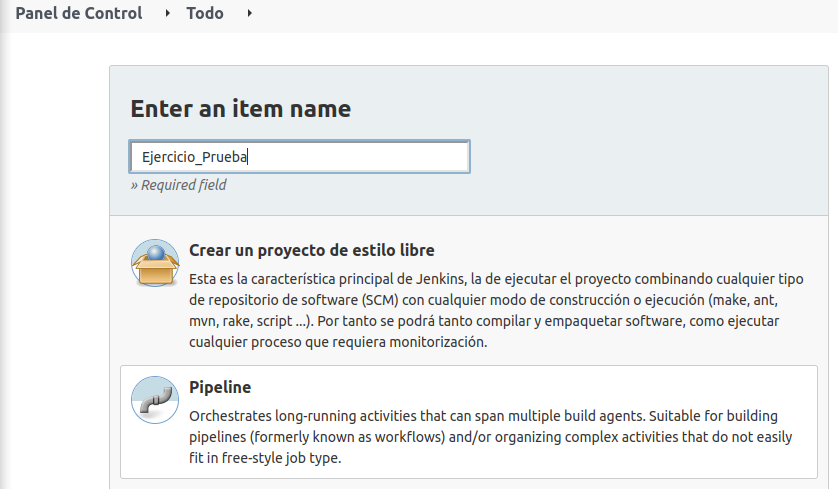 Panel de Control Todo
Enter an item name
Ejercicio_Prueba
» Required field
Crear un proyecto de estilo libre
Esta es la característica principal de Jenkins, la de ejecutar el proyecto combinando cualquier tipo
de repositorio de software (SCM) con cualquier modo de construcción o ejecución (make, ant,
mvn, rake, script ...). Por tanto se podrá tanto compilar y empaquetar software, como ejecutar
cualquier proceso que requiera monitorización.
Pipeline
Orchestrates long-running activities that can span multiple build agents. Suitable for building
pipelines (formerly known as workflows) and/or organizing complex activities that do not easily
fit in free-style job type.